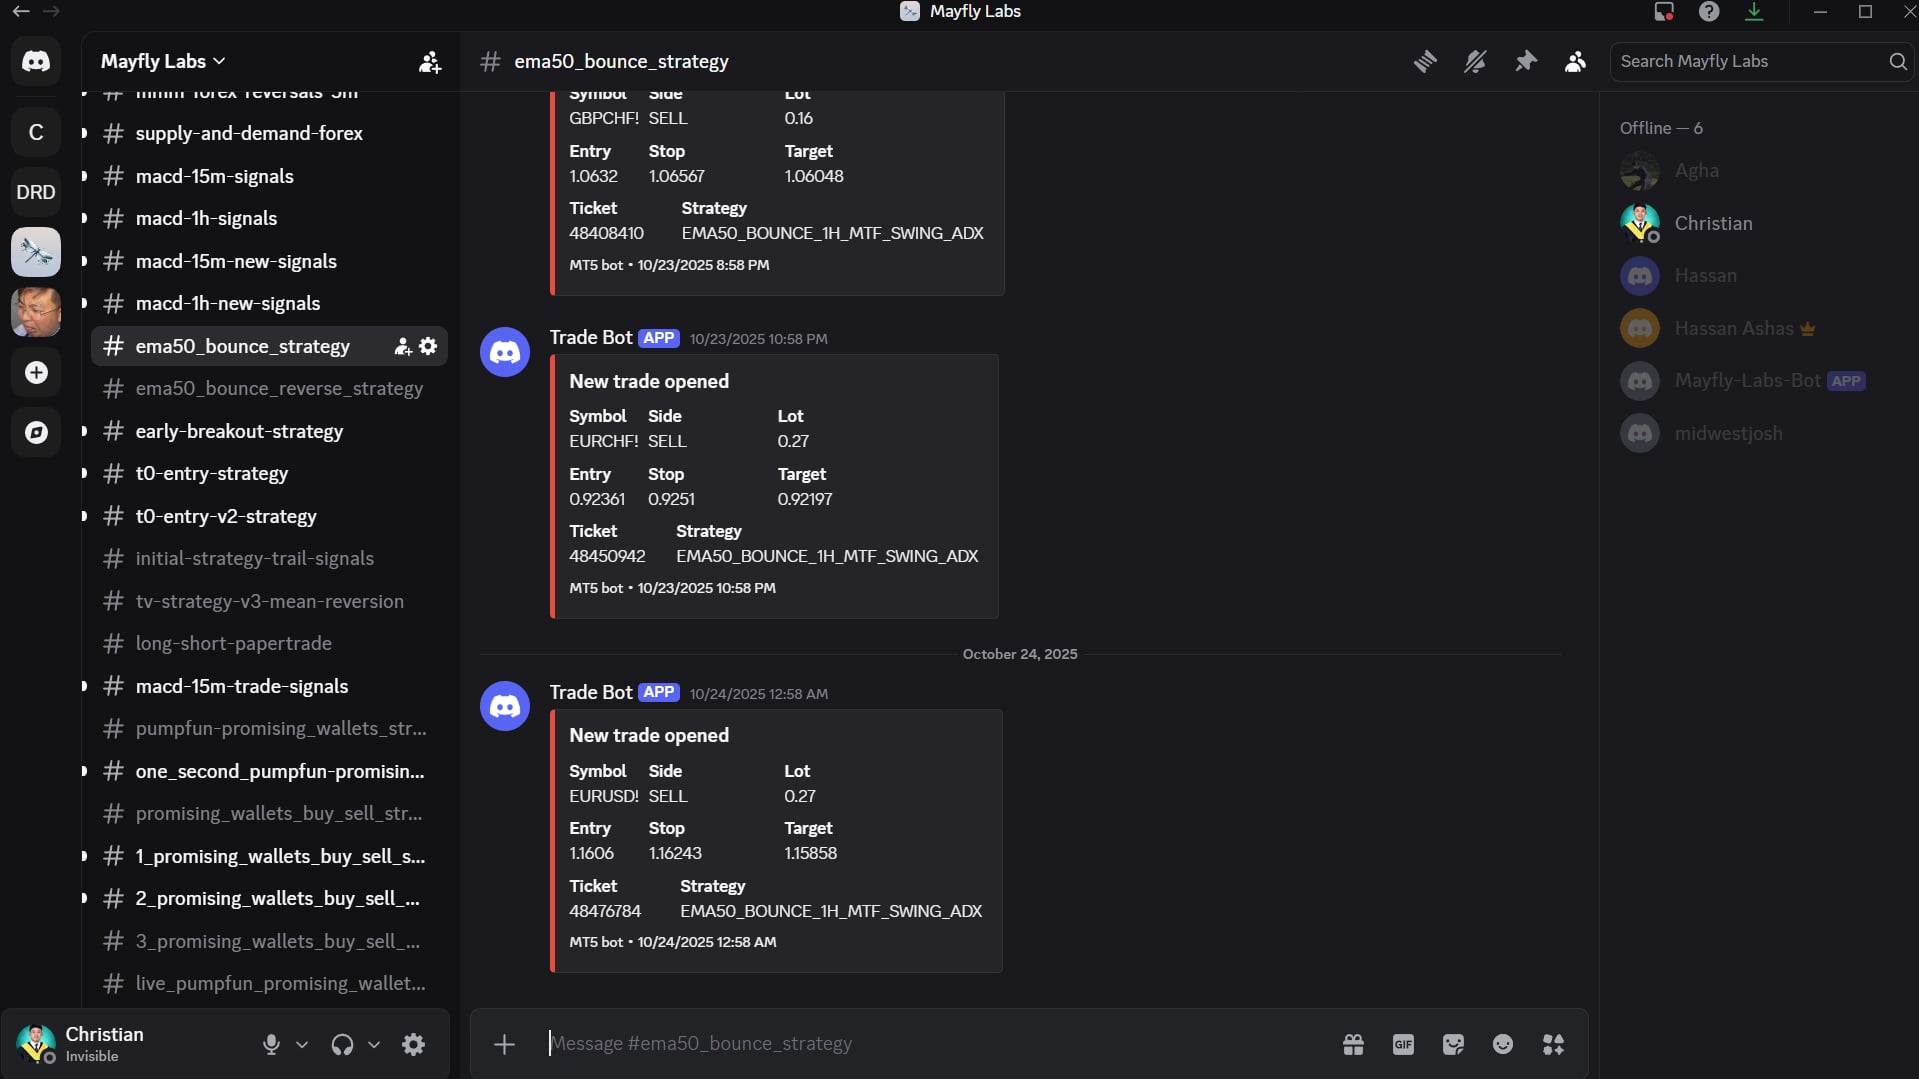 Mayfly Labs
Mayfly Labs
ema50_bounce_strategy
Search Mayfly Labs
C
DRD
mmm-forex-reversals-5m
supply-and-demand-forex
macd-15m-signals
macd-1h-signals
macd-15m-new-signals
macd-1h-new-signals
ema50_bounce_strategy
ema50_bounce_reverse_strategy
early-breakout-strategy
t0-entry-strategy
t0-entry-v2-strategy
initial-strategy-trail-signals
tv-strategy-v3-mean-reversion
long-short-papertrade
macd-15m-trade-signals
pumpfun-promising_wallets_str...
one_second_pumpfun-promisin...
promising_wallets_buy_sell_str...
1_promising_wallets_buy_sell_s...
2_promising_wallets_buy_sell_...
3_promising_wallets_buy_sell_...
live_pumpfun_promising_wallet...
Christian
Invisible
Symbol Side Lot
GBPCHF! SELL 0.16
Entry Stop Target
1.0632 1.06567 1.06048
Ticket Strategy
48408410 EMA50_BOUNCE_1H_MTF_SWING_ADX
MT5 bot • 10/23/2025 8:58 PM
Trade Bot APP 10/23/2025 10:58 PM
New trade opened
Symbol Side Lot
EURCHF! SELL 0.27
Entry Stop Target
0.92361 0.9251 0.92197
Ticket Strategy
48450942 EMA50_BOUNCE_1H_MTF_SWING_ADX
MT5 bot • 10/23/2025 10:58 PM
October 24, 2025
Trade Bot APP 10/24/2025 12:58 AM
New trade opened
Symbol Side Lot
EURUSD! SELL 0.27
Entry Stop Target
1.1606 1.16243 1.15858
Ticket Strategy
48476784 EMA50_BOUNCE_1H_MTF_SWING_ADX
MT5 bot • 10/24/2025 12:58 AM
Message #ema50_bounce_strategy
GIF
Offline — 6
Agha
Christian
Hassan
Hassan Ashas
Mayfly-Labs-Bot APP
midwestjosh